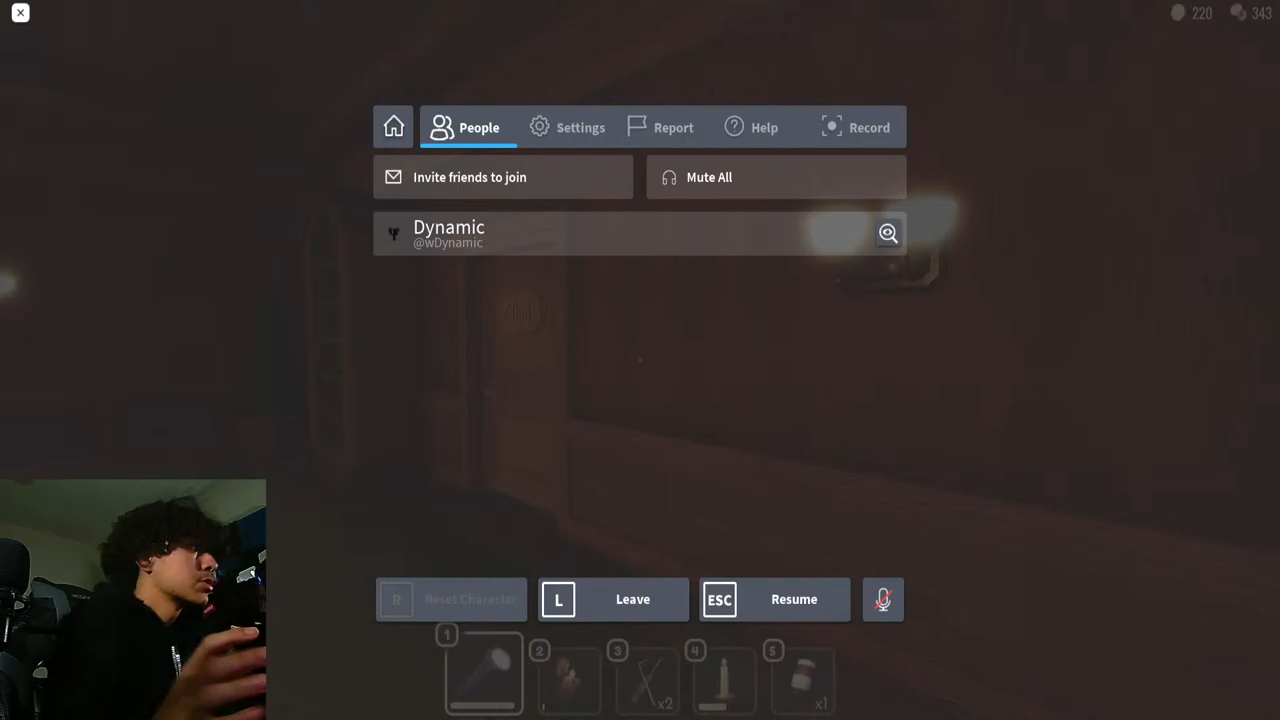 220 343
People Settings Report Help Record
Invite friends to join Mute All
Dynamic
@wDynamic
R Reset Character L Leave ESC Resume
1 2 3 4 5
x2 x1